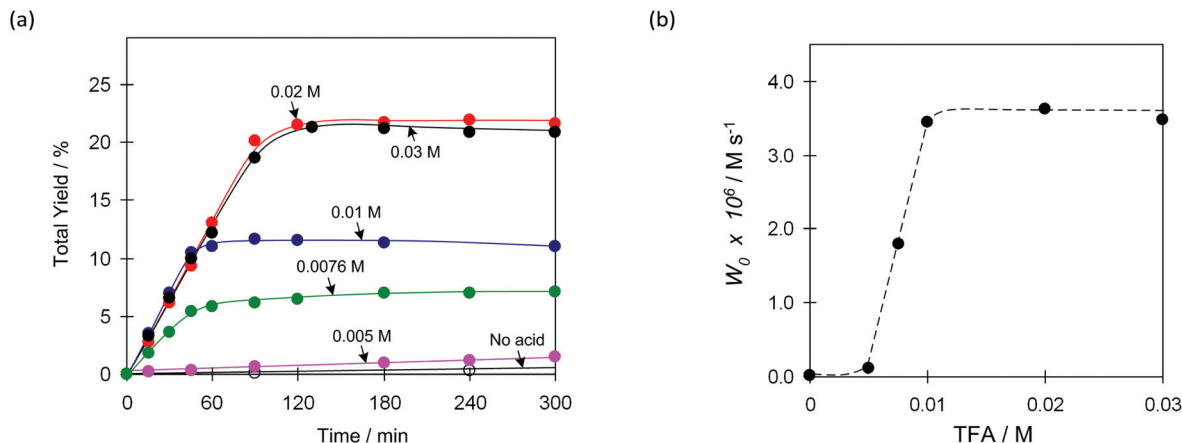 (a)
Total Yield / %
25
20
15
10
5
0
0.02 M
0.03 M
0.01 M
0.0076 M
0.005 M
No acid
0 60 120 180 240 300
Time / min
(b)
W0 x 10⁶ / M s⁻¹
4.0
3.0
2.0
1.0
0.0
0 0.01 0.02 0.03
TFA / M